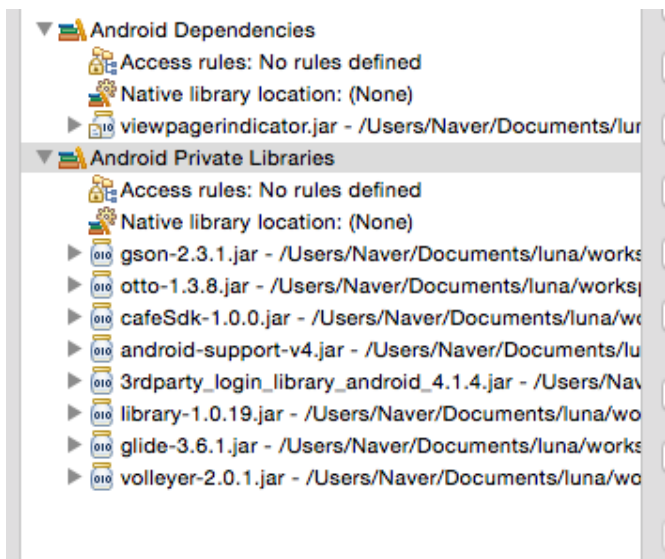 Android Dependencies
Access rules: No rules defined
Native library location: (None)
viewpagerindicator.jar - /Users/Naver/Documents/lur
Android Private Libraries
Access rules: No rules defined
Native library location: (None)
gson-2.3.1.jar - /Users/Naver/Documents/luna/works
otto-1.3.8.jar - /Users/Naver/Documents/luna/works
cafeSdk-1.0.0.jar - /Users/Naver/Documents/luna/wo
android-support-v4.jar - /Users/Naver/Documents/lu
3rdparty_login_library_android_4.1.4.jar - /Users/Nav
library-1.0.19.jar - /Users/Naver/Documents/luna/wo
glide-3.6.1.jar - /Users/Naver/Documents/luna/works
volleyer-2.0.1.jar - /Users/Naver/Documents/luna/wo